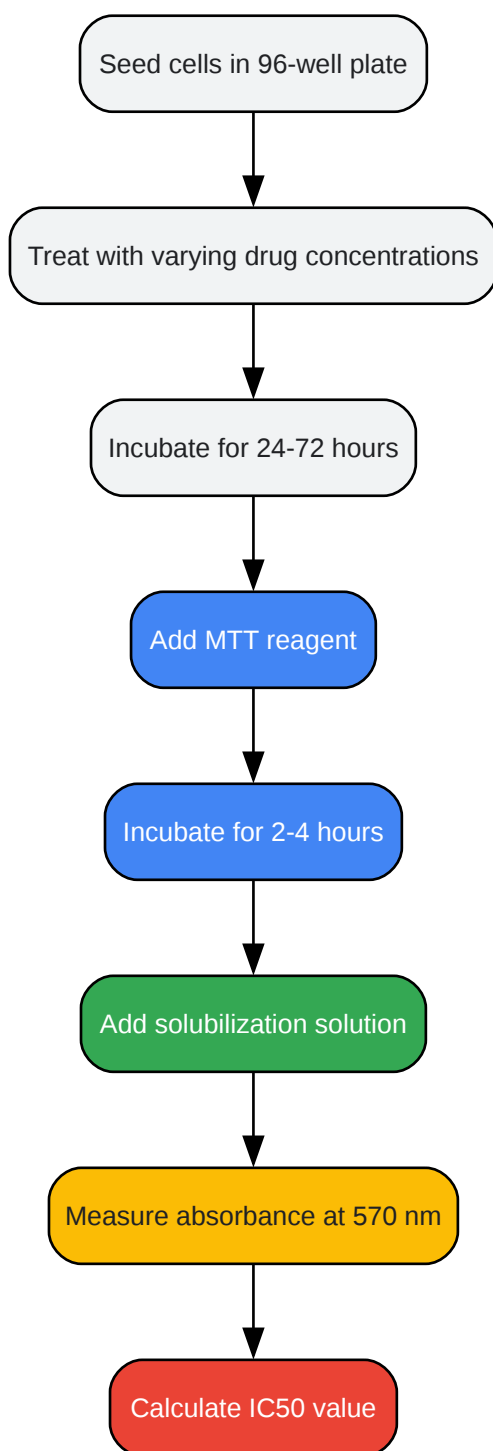 Seed cells in 96-well plate
Treat with varying drug concentrations
Incubate for 24-72 hours
Add MTT reagent
Incubate for 2-4 hours
Add solubilization solution
Measure absorbance at 570 nm
Calculate IC50 value